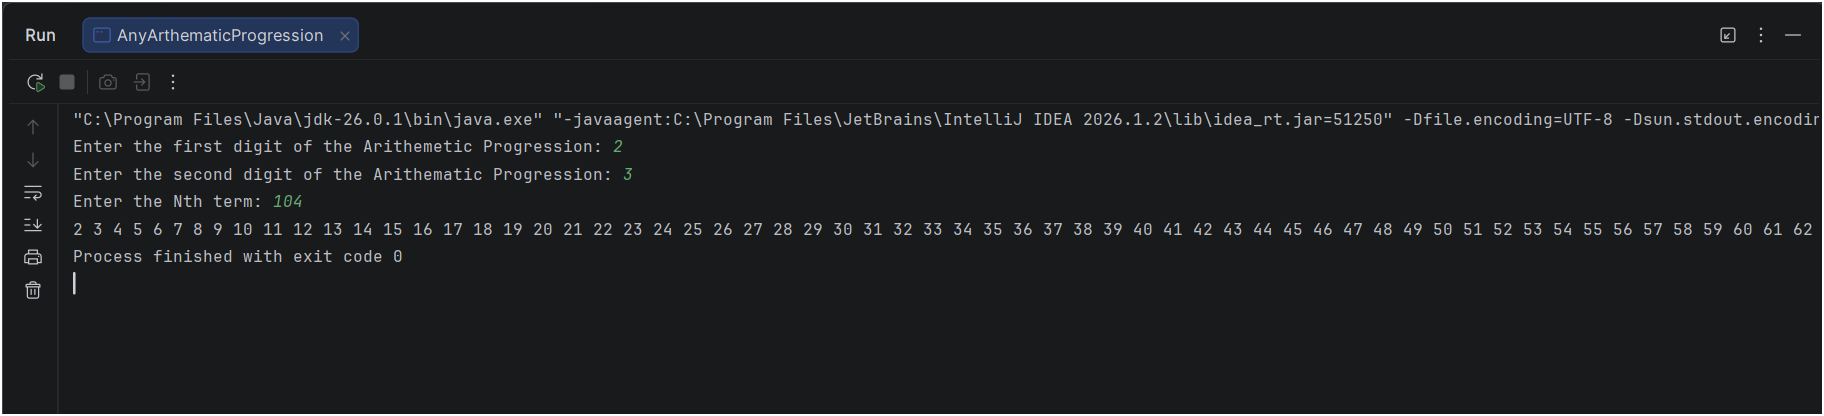 Run AnyArthematicProgression
"C:\Program Files\Java\jdk-26.0.1\bin\java.exe" "-javaagent:C:\Program Files\JetBrains\IntelliJ IDEA 2026.1.2\lib\idea_rt.jar=51250" -Dfile.encoding=UTF-8 -Dsun.stdout.encodin
Enter the first digit of the Arithemetic Progression: 2
Enter the second digit of the Arithematic Progression: 3
Enter the Nth term: 104
2 3 4 5 6 7 8 9 10 11 12 13 14 15 16 17 18 19 20 21 22 23 24 25 26 27 28 29 30 31 32 33 34 35 36 37 38 39 40 41 42 43 44 45 46 47 48 49 50 51 52 53 54 55 56 57 58 59 60 61 62
Process finished with exit code 0